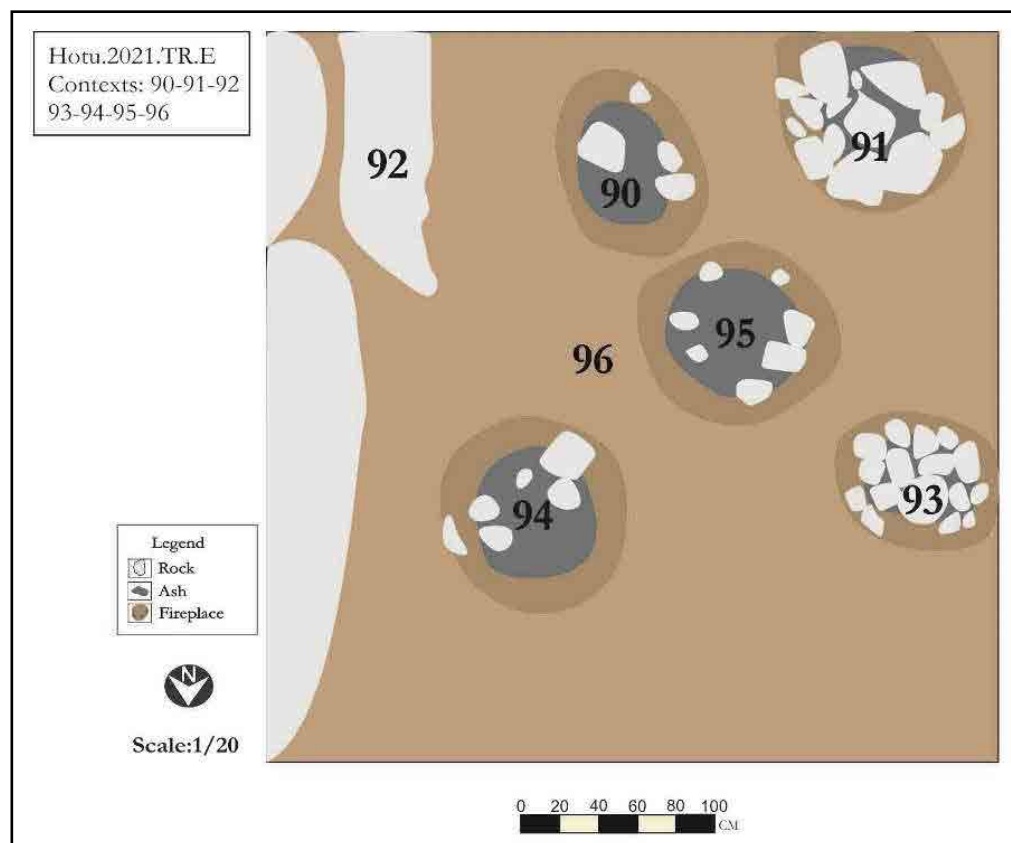 Hotu.2021.TR.E
Contexts: 90-91-92
93-94-95-96
92
90
91
95
96
94
93
Legend
Rock
Ash
Fireplace
N
Scale:1/20
0 20 40 60 80 100
CM